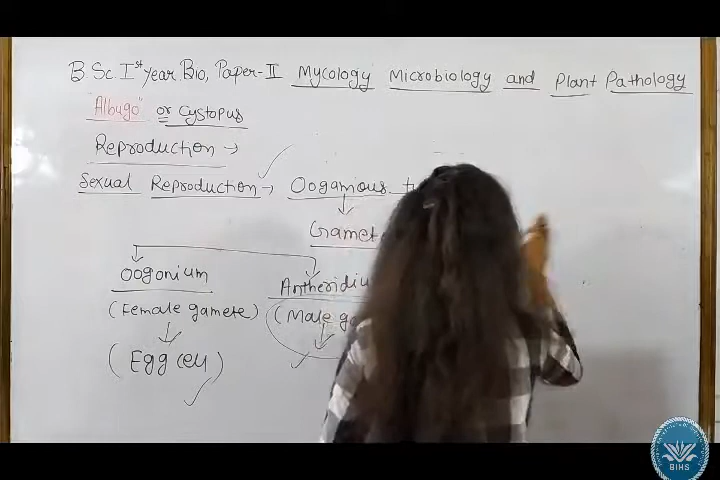 B Sc. Ist year Bio, Paper-II Mycology Microbiology and Plant Pathology
"Albugo" or Cystopus
Reproduction →
Sexual Reproduction → Oogamous
Oogonium
(Female gamete) (Male
(Egg cell)
BIHS